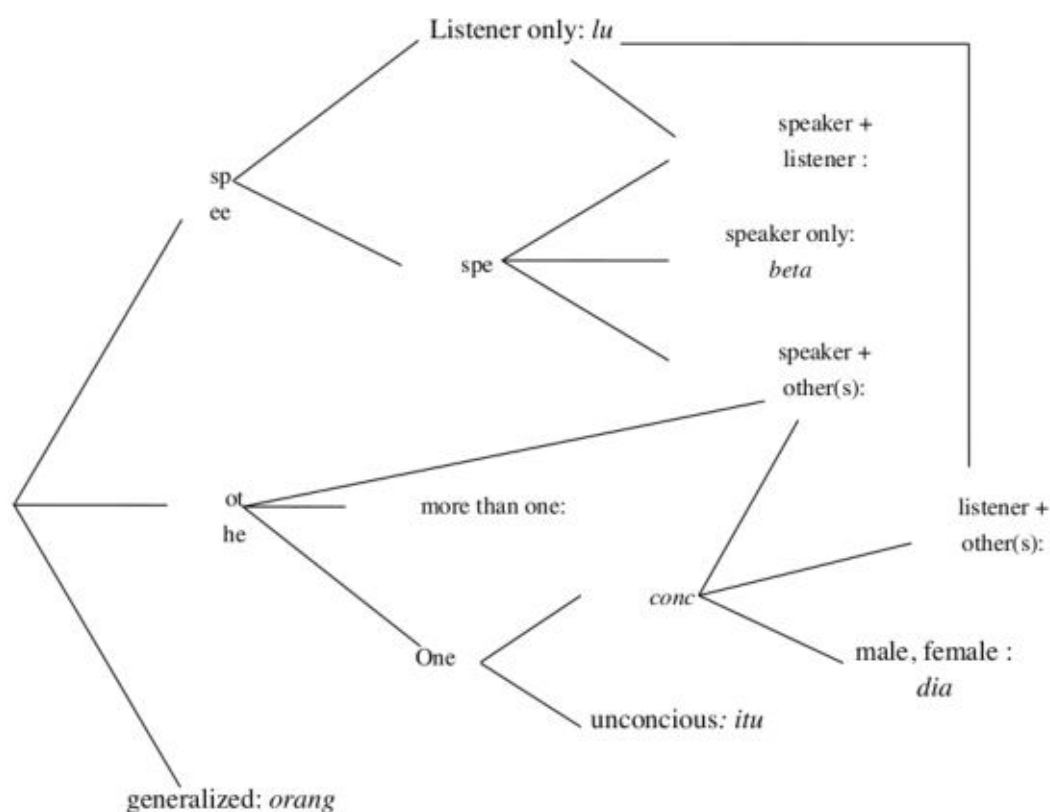 Listener only: lu
speaker +
listener :
sp
ee
speaker only:
beta
spe
speaker +
other(s):
ot
he
more than one:
listener +
other(s):
conc
One
male, female :
dia
unconcious: itu
generalized: orang